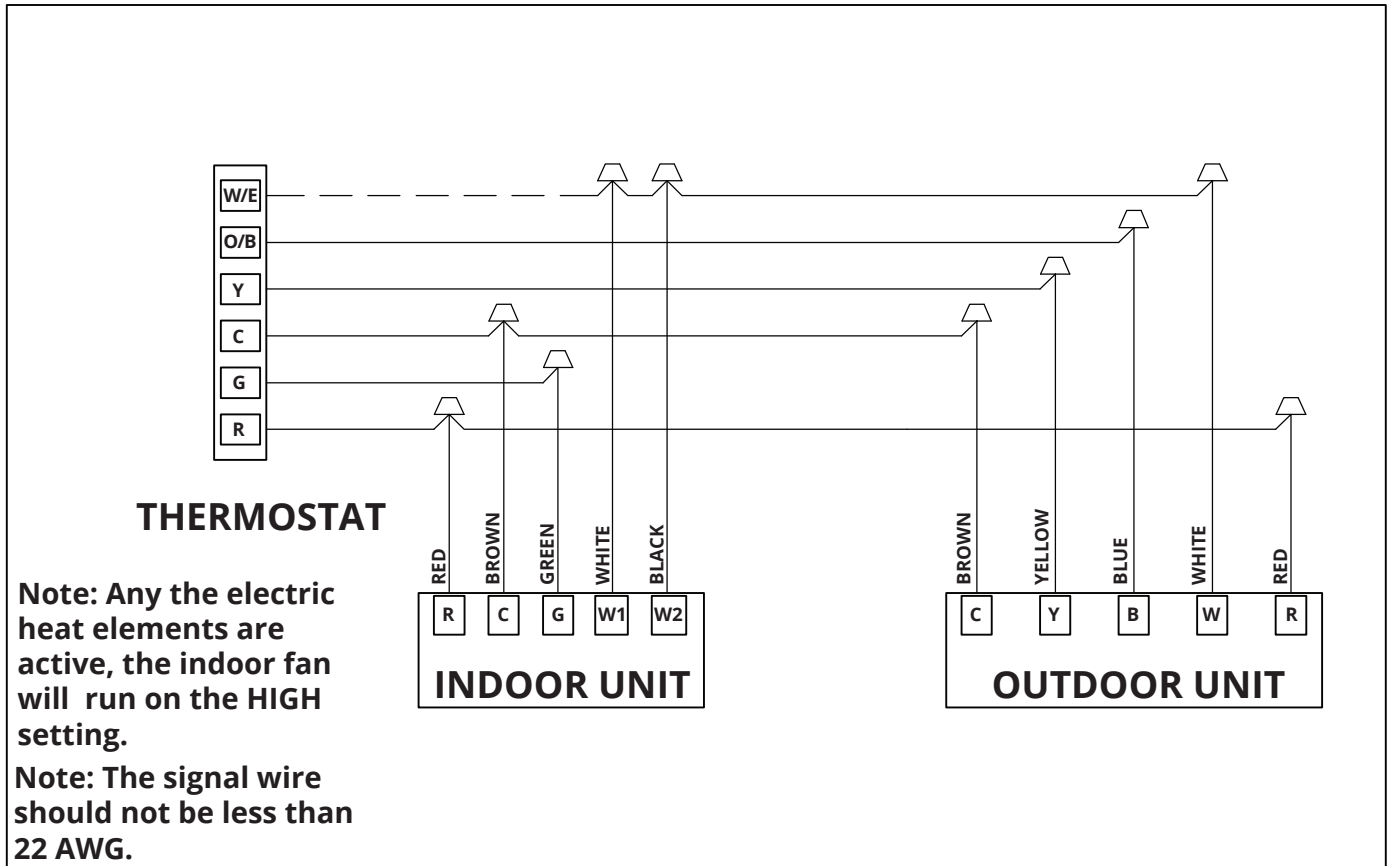 W/E
O/B
Y
C
G
R
THERMOSTAT
RED
BROWN
GREEN
WHITE
BLACK
BROWN
YELLOW
BLUE
WHITE
RED
R
C
G
W1
W2
INDOOR UNIT
C
Y
B
W
R
OUTDOOR UNIT
Note: Any the electric
heat elements are
active, the indoor fan
will run on the HIGH
setting.
Note: The signal wire
should not be less than
22 AWG.